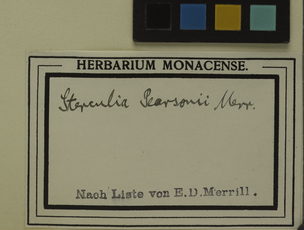 HERBARIUM MONACENSE.
Sterculia Pearsonii Merr.
Nach Liste von E.D.Merrill.